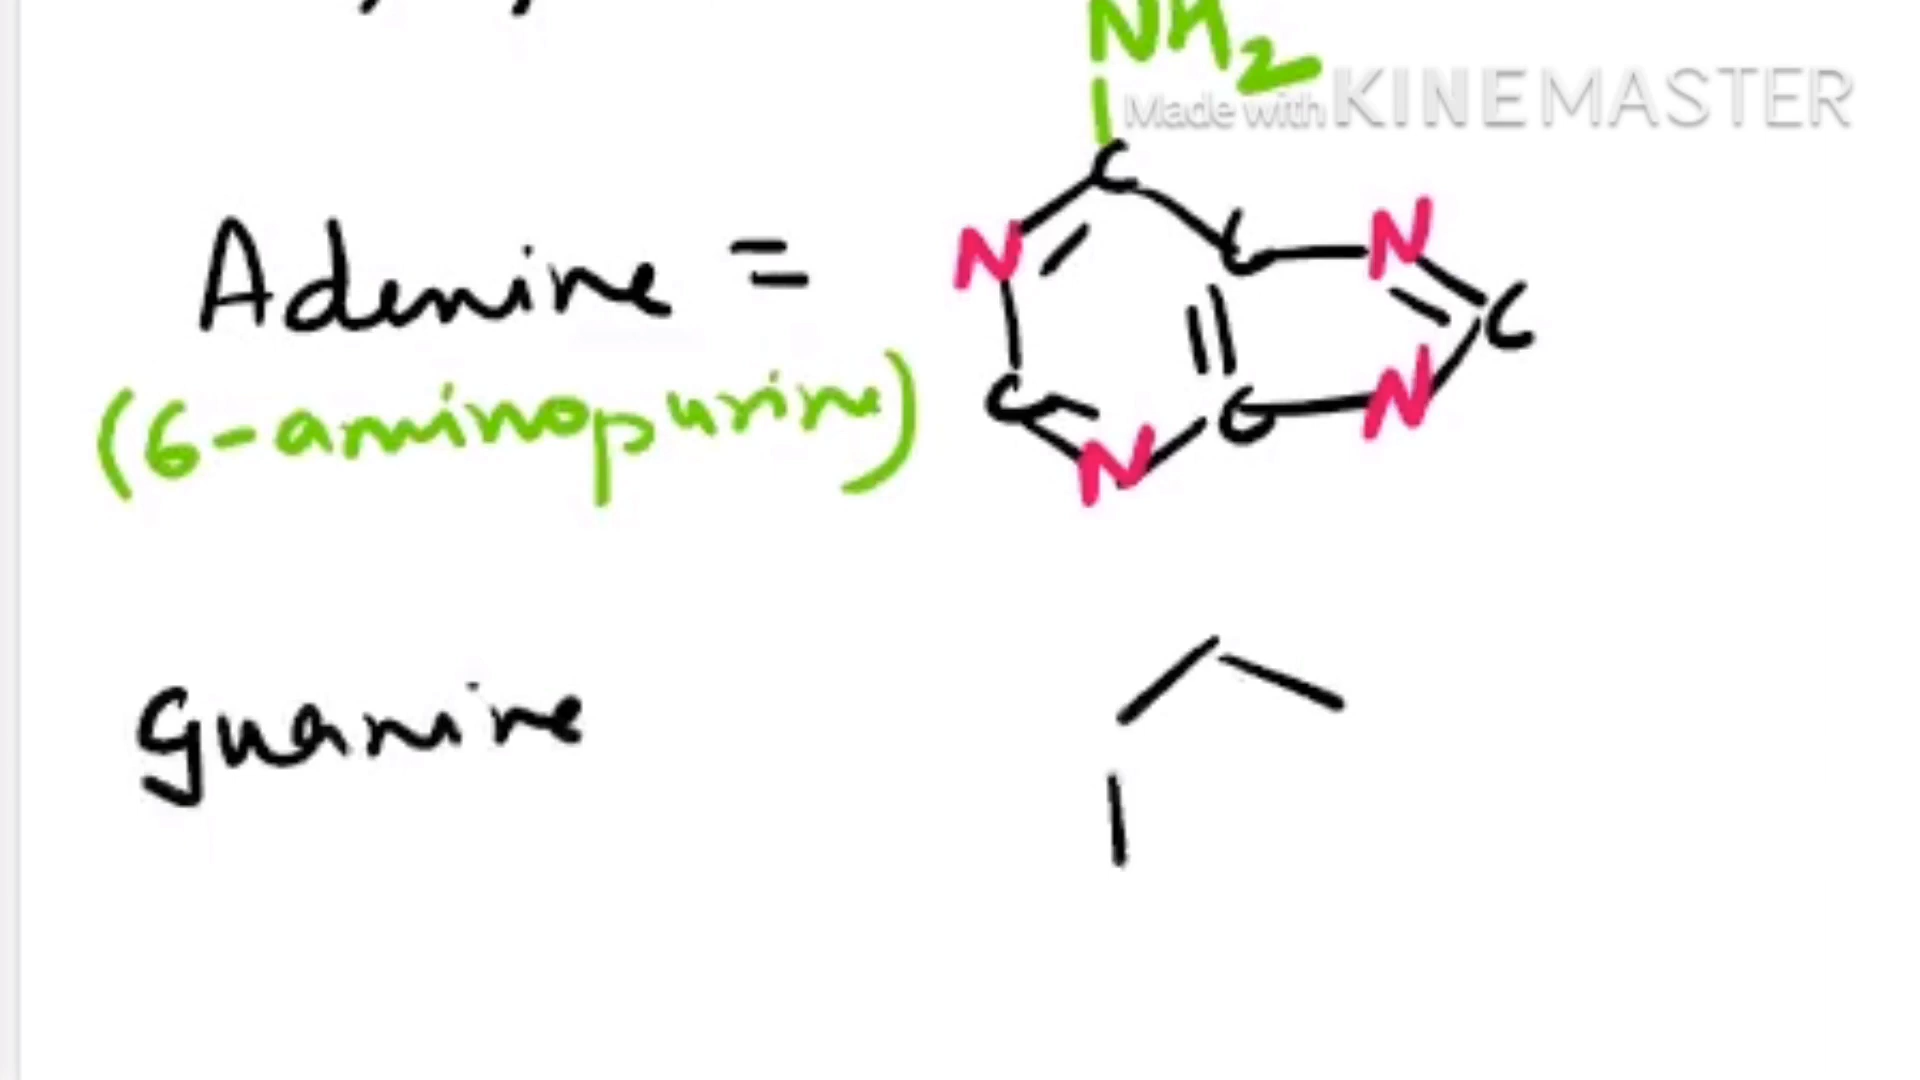 NH2
Made with KINEMASTER
C
Adenine =
N C N
C
(6-aminopurine)
C C N
N
Guanine